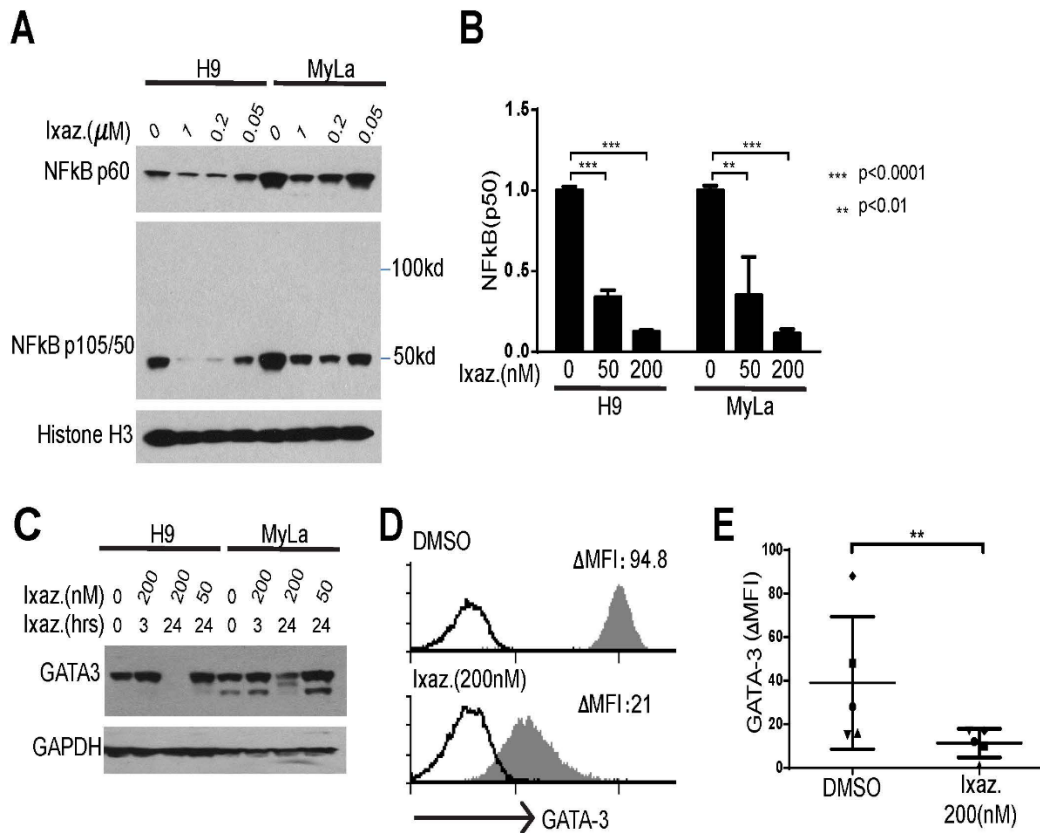 A
H9 MyLa
Ixaz.(μM) 0 1 0.2 0.05 0 1 0.2 0.05
NFkB p60
100kd
NFkB p105/50
50kd
Histone H3
B
1.5
1.0
0.5
0.0
NFkB(p50)
*** *** *** **
*** p<0.0001
** p<0.01
Ixaz.(nM) 0 50 200 0 50 200
H9 MyLa
C
H9 MyLa
Ixaz.(nM) 0 200 200 50 0 200 200 50
Ixaz.(hrs) 0 3 24 24 0 3 24 24
GATA3
GAPDH
D
DMSO
ΔMFI: 94.8
Ixaz.(200nM)
ΔMFI:21
GATA-3
E
**
100
80
60
40
20
0
GATA-3 (ΔMFI)
DMSO Ixaz.
200(nM)